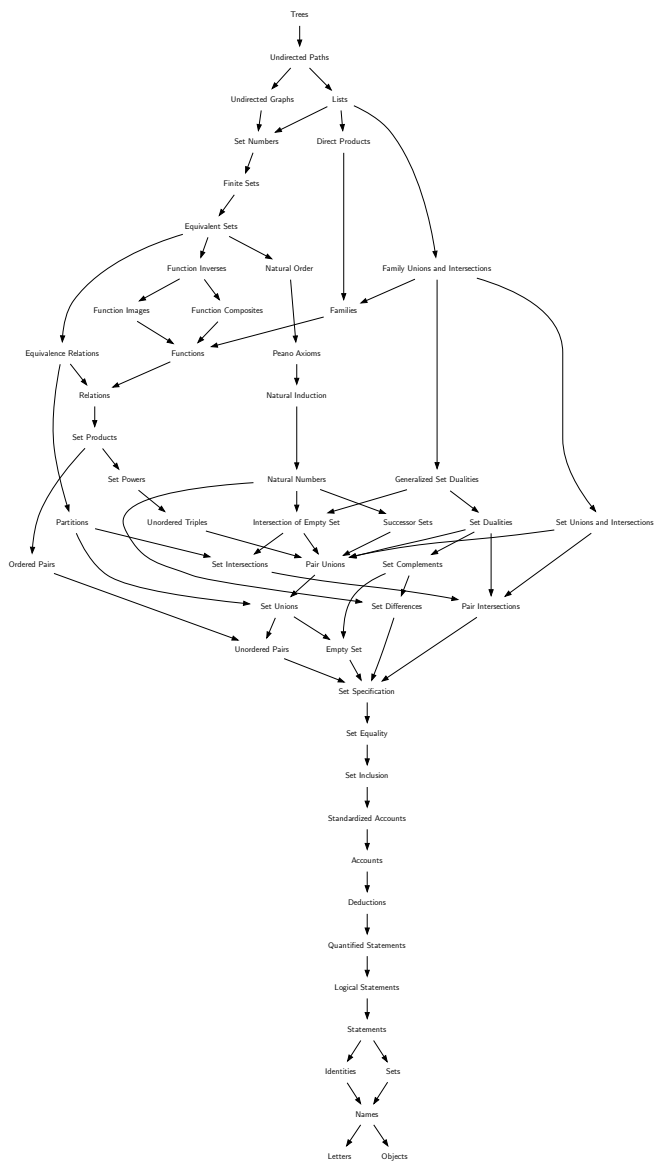 Trees
Undirected Paths
Undirected Graphs
Lists
Set Numbers
Direct Products
Finite Sets
Equivalent Sets
Function Inverses
Natural Order
Family Unions and Intersections
Function Images
Function Composites
Families
Equivalence Relations
Functions
Peano Axioms
Relations
Natural Induction
Set Products
Set Powers
Natural Numbers
Generalized Set Dualities
Partitions
Unordered Triples
Intersection of Empty Set
Successor Sets
Set Dualities
Set Unions and Intersections
Ordered Pairs
Set Intersections
Pair Unions
Set Complements
Set Unions
Set Differences
Pair Intersections
Unordered Pairs
Empty Set
Set Specification
Set Equality
Set Inclusion
Standardized Accounts
Accounts
Deductions
Quantified Statements
Logical Statements
Statements
Identities
Sets
Names
Letters
Objects